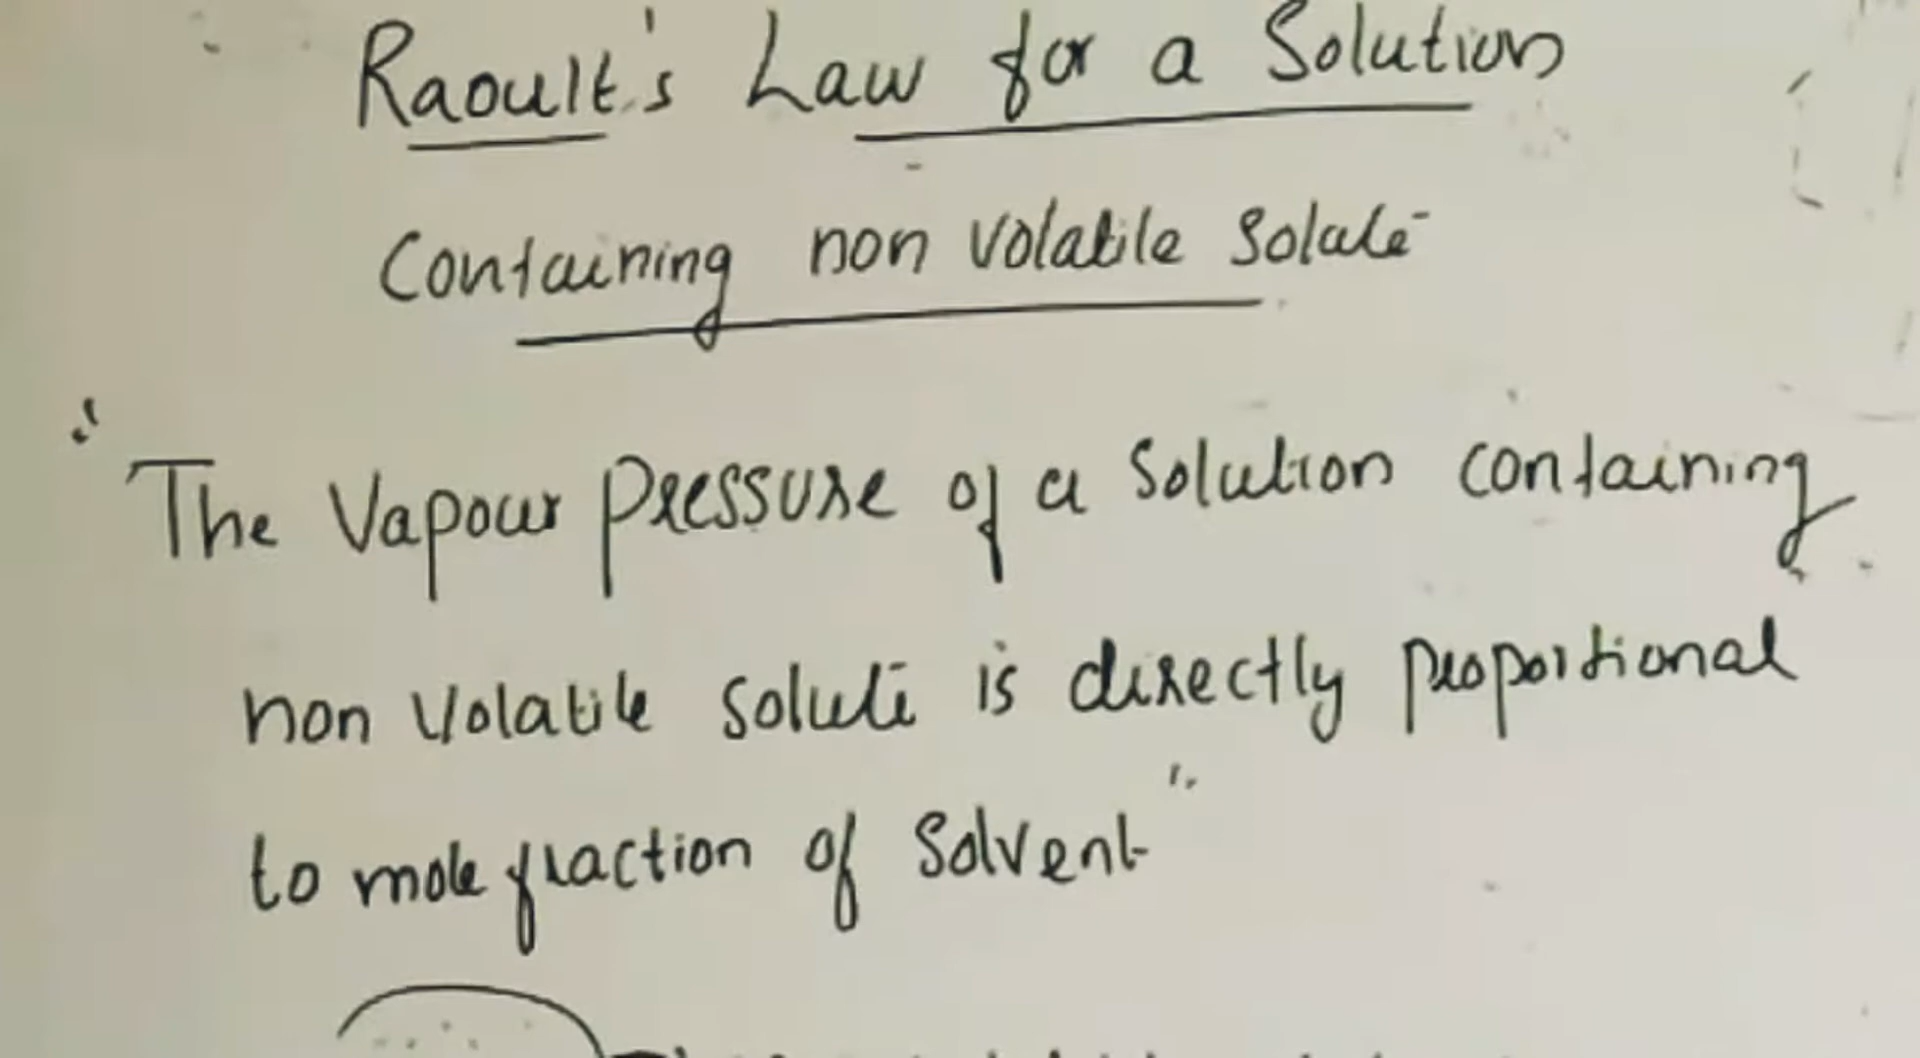 Raoult's Law for a Solution
Containing non volatile solute
"The Vapour pressure of a Solution containing
non volatile solute is directly proportional
to mole fraction of Solvent"